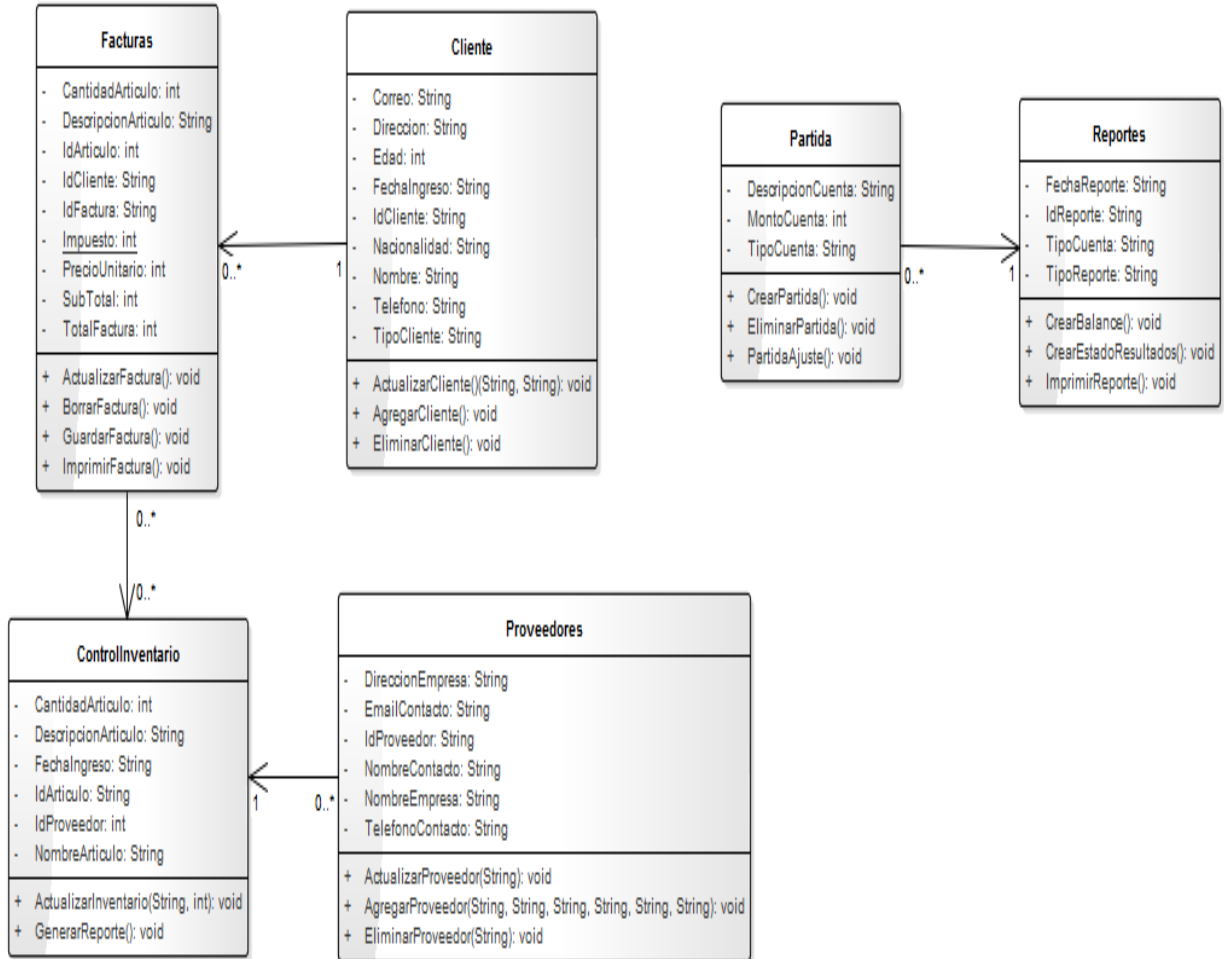 Facturas
- CantidadArticulo: int
- DescripcionArticulo: String
- IdArticulo: int
- IdCliente: String
- IdFactura: String
- Impuesto: int
- PrecioUnitario: int
- SubTotal: int
- TotalFactura: int
+ ActualizarFactura(): void
+ BorrarFactura(): void
+ GuardarFactura(): void
+ ImprimirFactura(): void
0..*
1
Cliente
- Correo: String
- Direccion: String
- Edad: int
- FechaIngreso: String
- IdCliente: String
- Nacionalidad: String
- Nombre: String
- Telefono: String
- TipoCliente: String
+ ActualizarCliente()(String, String): void
+ AgregarCliente(): void
+ EliminarCliente(): void
Partida
- DescripcionCuenta: String
- MontoCuenta: int
- TipoCuenta: String
+ CrearPartida(): void
+ EliminarPartida(): void
+ PartidaAjuste(): void
0..*
1
Reportes
- FechaReporte: String
- IdReporte: String
- TipoCuenta: String
- TipoReporte: String
+ CrearBalance(): void
+ CrearEstadoResultados(): void
+ ImprimirReporte(): void
0..*
0..*
ControlInventario
- CantidadArticulo: int
- DescripcionArticulo: String
- FechaIngreso: String
- IdArticulo: String
- IdProveedor: int
- NombreArticulo: String
+ ActualizarInventario(String, int): void
+ GenerarReporte(): void
1
0..*
Proveedores
- DireccionEmpresa: String
- EmailContacto: String
- IdProveedor: String
- NombreContacto: String
- NombreEmpresa: String
- TelefonoContacto: String
+ ActualizarProveedor(String): void
+ AgregarProveedor(String, String, String, String, String, String): void
+ EliminarProveedor(String): void